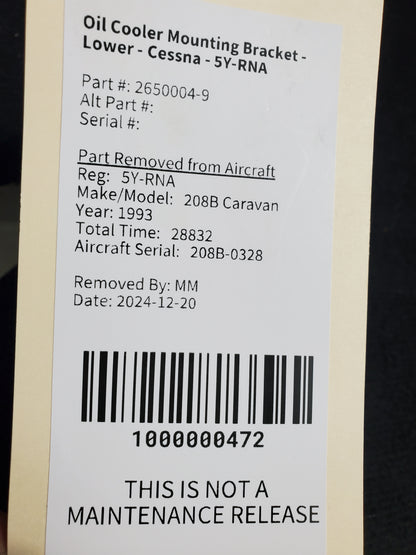 Oil Cooler Mounting Bracket -
Lower - Cessna - 5Y-RNA
Part #: 2650004-9
Alt Part #:
Serial #:
Part Removed from Aircraft
Reg: 5Y-RNA
Make/Model: 208B Caravan
Year: 1993
Total Time: 28832
Aircraft Serial: 208B-0328
Removed By: MM
Date: 2024-12-20
1000000472
THIS IS NOT A
MAINTENANCE RELEASE